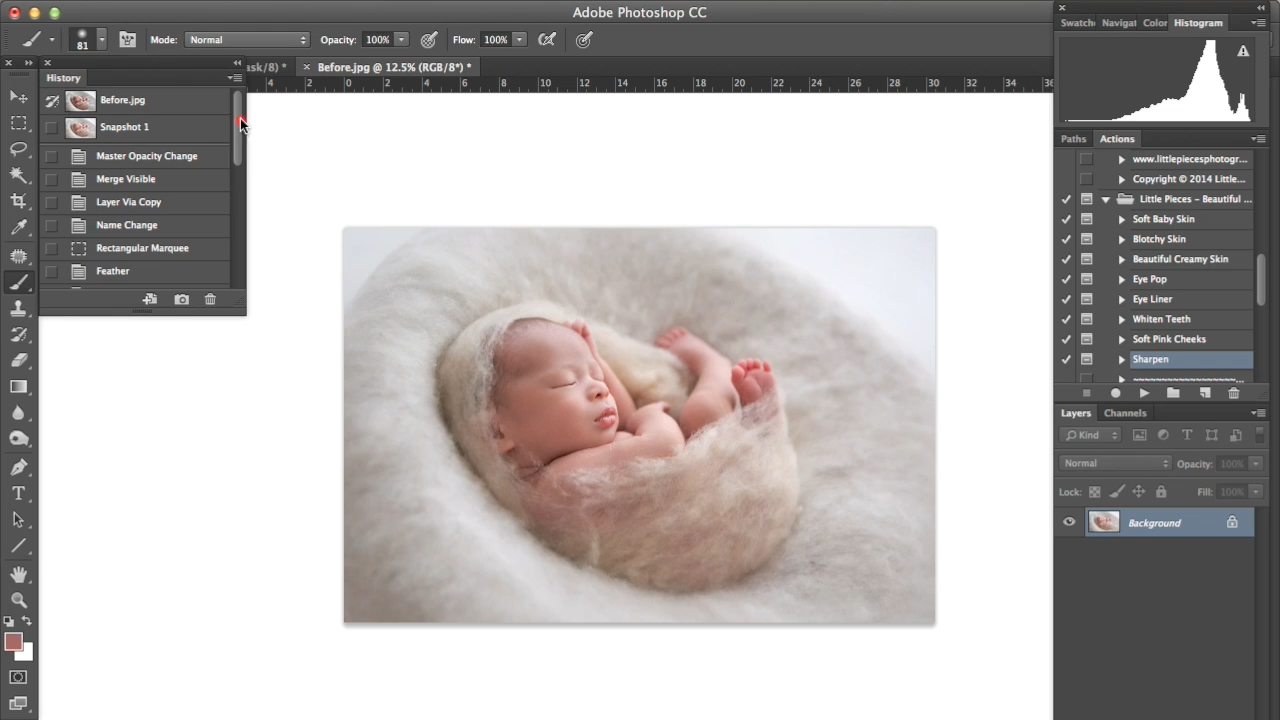 Adobe Photoshop CC
81
Mode: Normal
Opacity: 100%
Flow: 100%
Swatch Navigat Color Histogram
History
ask/8) *
× Before.jpg @ 12.5% (RGB/8*) *
4 2 0 2 4 6 8 10 12 14 16 18 20 22 24 26 28 30 32 34 36
Before.jpg
Snapshot 1
Master Opacity Change
Merge Visible
Layer Via Copy
Name Change
Rectangular Marquee
Feather
Paths Actions
www.littlepiecesphotogr...
Copyright © 2014 Little...
Little Pieces - Beautiful ...
Soft Baby Skin
Blotchy Skin
Beautiful Creamy Skin
Eye Pop
Eye Liner
Whiten Teeth
Soft Pink Cheeks
Sharpen
~~~~~~~~~~~~~~~~~~...
Layers Channels
Kind
Normal
Opacity: 100%
Lock:
Fill: 100%
Background